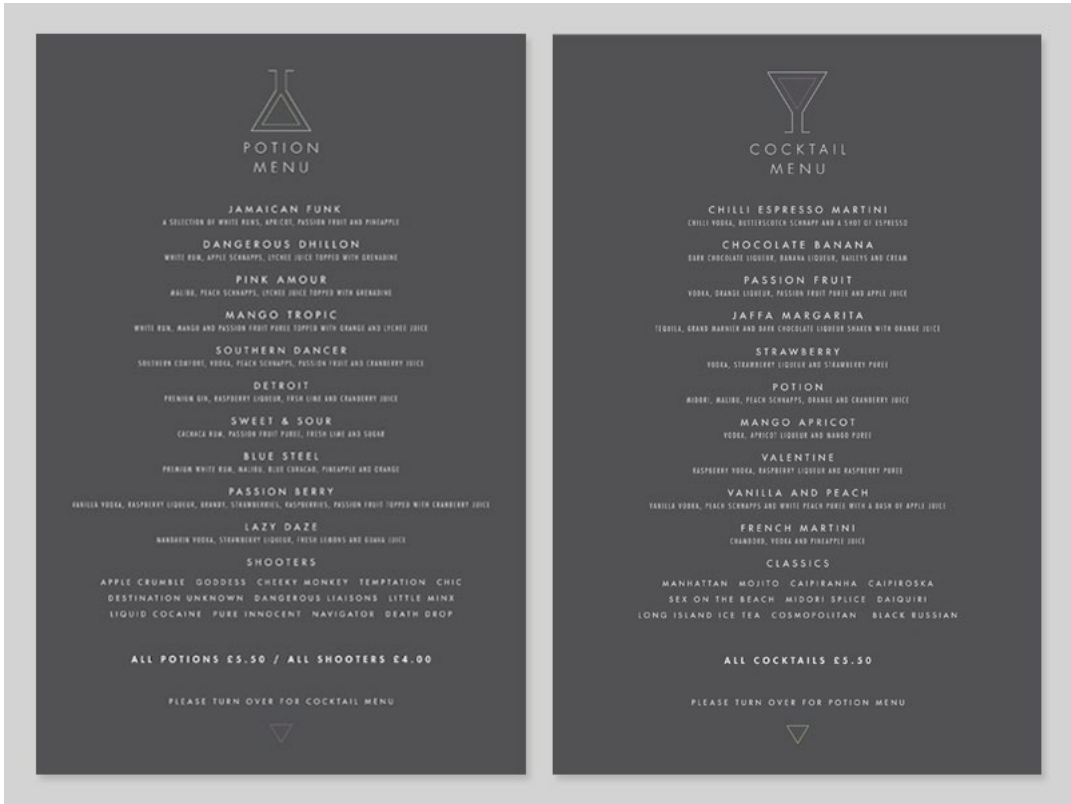 POTION
MENU
JAMAICAN FUNK
A SELECTION OF WHITE RUMS, APRICOT, PASSION FRUIT AND PINEAPPLE
DANGEROUS DHILLON
WHITE RUM, APPLE SCHNAPPS, LYCHEE JUICE TOPPED WITH GRENADINE
PINK AMOUR
MALIBU, PEACH SCHNAPPS, LYCHEE JUICE TOPPED WITH GRENADINE
MANGO TROPIC
WHITE RUM, MANGO AND PASSION FRUIT PUREE TOPPED WITH ORANGE AND LYCHEE JUICE
SOUTHERN DANCER
SOUTHERN COMFORT, VODKA, PEACH SCHNAPPS, PASSION FRUIT AND CRANBERRY JUICE
DETROIT
PREMIUM GIN, RASPBERRY LIQUEUR, FRSH LIME AND CRANBERRY JUICE
SWEET & SOUR
CACHACA RUM, PASSION FRUIT PUREE, FRESH LIME AND SUGAR
BLUE STEEL
PREMIUM WHITE RUM, MALIBU, BLUE CURACAO, PINEAPPLE AND ORANGE
PASSION BERRY
VANILLA VODKA, RASPBERRY LIQUEUR, BRANDY, STRAWBERRIES, RASPBERRIES, PASSION FRUIT TOPPED WITH CRANBERRY JUICE
LAZY DAZE
MANDARIN VODKA, STRAWBERRY LIQUEUR, FRESH LEMONS AND GUAVA JUICE
SHOOTERS
APPLE CRUMBLE GODDESS CHEEKY MONKEY TEMPTATION CHIC
DESTINATION UNKNOWN DANGEROUS LIAISONS LITTLE MINX
LIQUID COCAINE PURE INNOCENT NAVIGATOR DEATH DROP
ALL POTIONS £5.50 / ALL SHOOTERS £4.00
PLEASE TURN OVER FOR COCKTAIL MENU
COCKTAIL
MENU
CHILLI ESPRESSO MARTINI
CHILLI VODKA, BUTTERSCOTCH SCHNAPP AND A SHOT OF ESPRESSO
CHOCOLATE BANANA
DARK CHOCOLATE LIQUEUR, BANANA LIQUEUR, BAILEYS AND CREAM
PASSION FRUIT
VODKA, ORANGE LIQUEUR, PASSION FRUIT PUREE AND APPLE JUICE
JAFFA MARGARITA
TEQUILA, GRAND MARNIER AND DARK CHOCOLATE LIQUEUR SHAKEN WITH ORANGE JUICE
STRAWBERRY
VODKA, STRAWBERRY LIQUEUR AND STRAWBERRY PUREE
POTION
MIDORI, MALIBU, PEACH SCHNAPPS, ORANGE AND CRANBERRY JUICE
MANGO APRICOT
VODKA, APRICOT LIQUEUR AND MANGO PUREE
VALENTINE
RASPBERRY VODKA, RASPBERRY LIQUEUR AND RASPBERRY PUREE
VANILLA AND PEACH
VANILLA VODKA, PEACH SCHNAPPS AND WHITE PEACH PUREE WITH A DASH OF APPLE JUICE
FRENCH MARTINI
CHAMBORD, VODKA AND PINEAPPLE JUICE
CLASSICS
MANHATTAN MOJITO CAIPIRANHA CAIPIROSKA
SEX ON THE BEACH MIDORI SPLICE DAIQUIRI
LONG ISLAND ICE TEA COSMOPOLITAN BLACK RUSSIAN
ALL COCKTAILS £5.50
PLEASE TURN OVER FOR POTION MENU